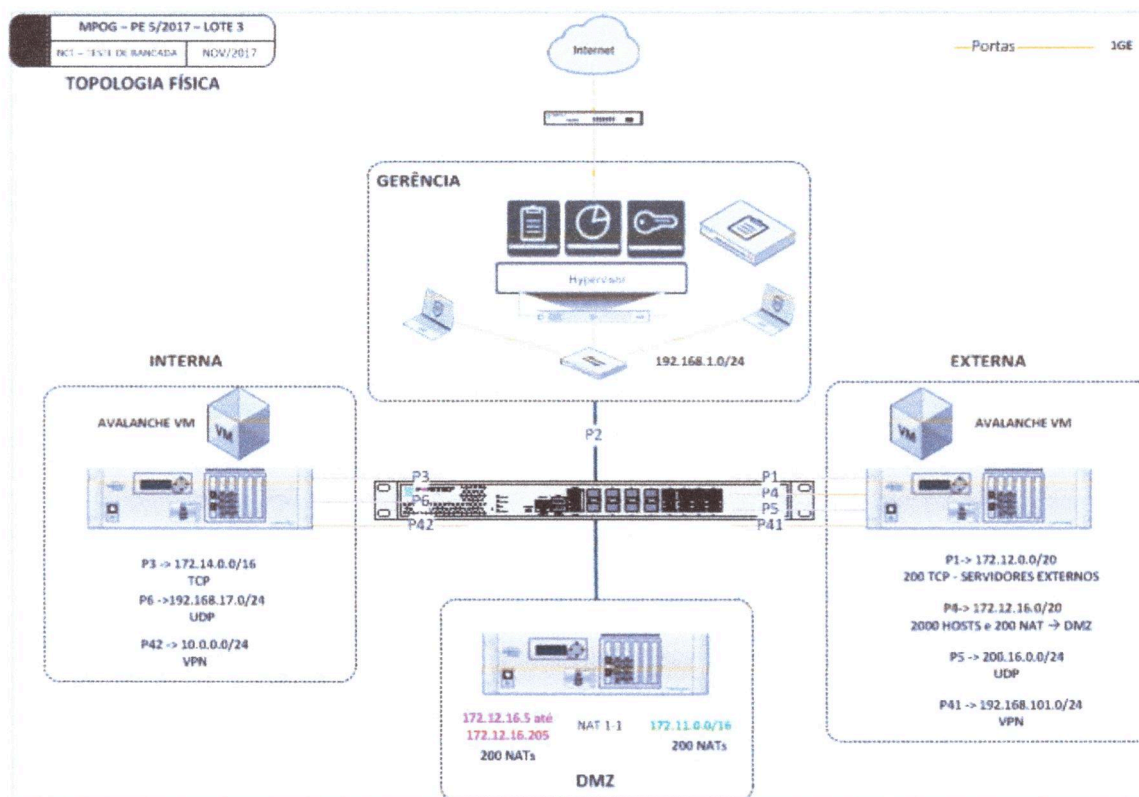 MPOG – PE 5/2017 – LOTE 3
NCT – TESTE DE BANCADA NOV/2017
TOPOLOGIA FÍSICA
Internet
Portas 1GE
GERÊNCIA
Hypervisor
192.168.1.0/24
INTERNA
EXTERNA
AVALANCHE VM
VM
VM
AVALANCHE VM
P2
P3
P6
P42
P1
P4
P5
P41
P3 -> 172.14.0.0/16
TCP
P6 ->192.168.17.0/24
UDP
P42 -> 10.0.0.0/24
VPN
P1-> 172.12.0.0/20
200 TCP - SERVIDORES EXTERNOS
P4-> 172.12.16.0/20
2000 HOSTS e 200 NAT → DMZ
P5 -> 200.16.0.0/24
UDP
P41 -> 192.168.101.0/24
VPN
172.12.16.5 até
172.12.16.205
200 NATs
NAT 1-1
172.11.0.0/16
200 NATs
DMZ